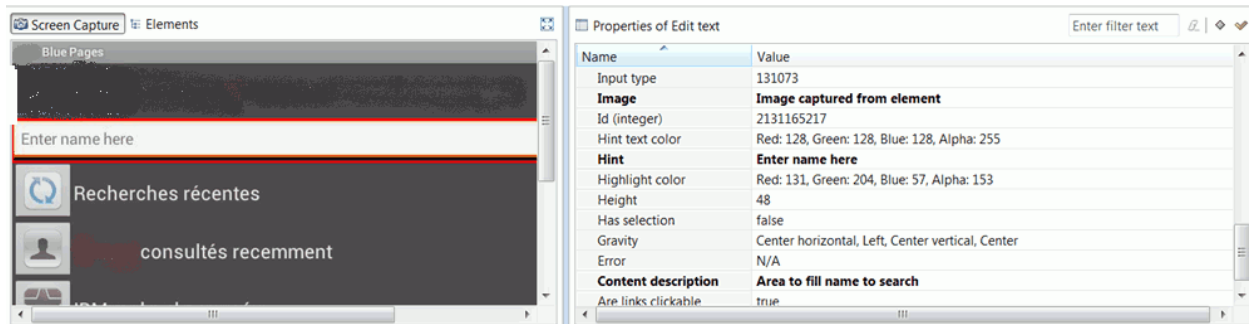 Screen Capture Elements
Blue Pages
Enter name here
Recherches récentes
consultés recemment
Properties of Edit text
Enter filter text
Name Value
Input type 131073
Image Image captured from element
Id (integer) 2131165217
Hint text color Red: 128, Green: 128, Blue: 128, Alpha: 255
Hint Enter name here
Highlight color Red: 131, Green: 204, Blue: 57, Alpha: 153
Height 48
Has selection false
Gravity Center horizontal, Left, Center vertical, Center
Error N/A
Content description Area to fill name to search
Are links clickable true